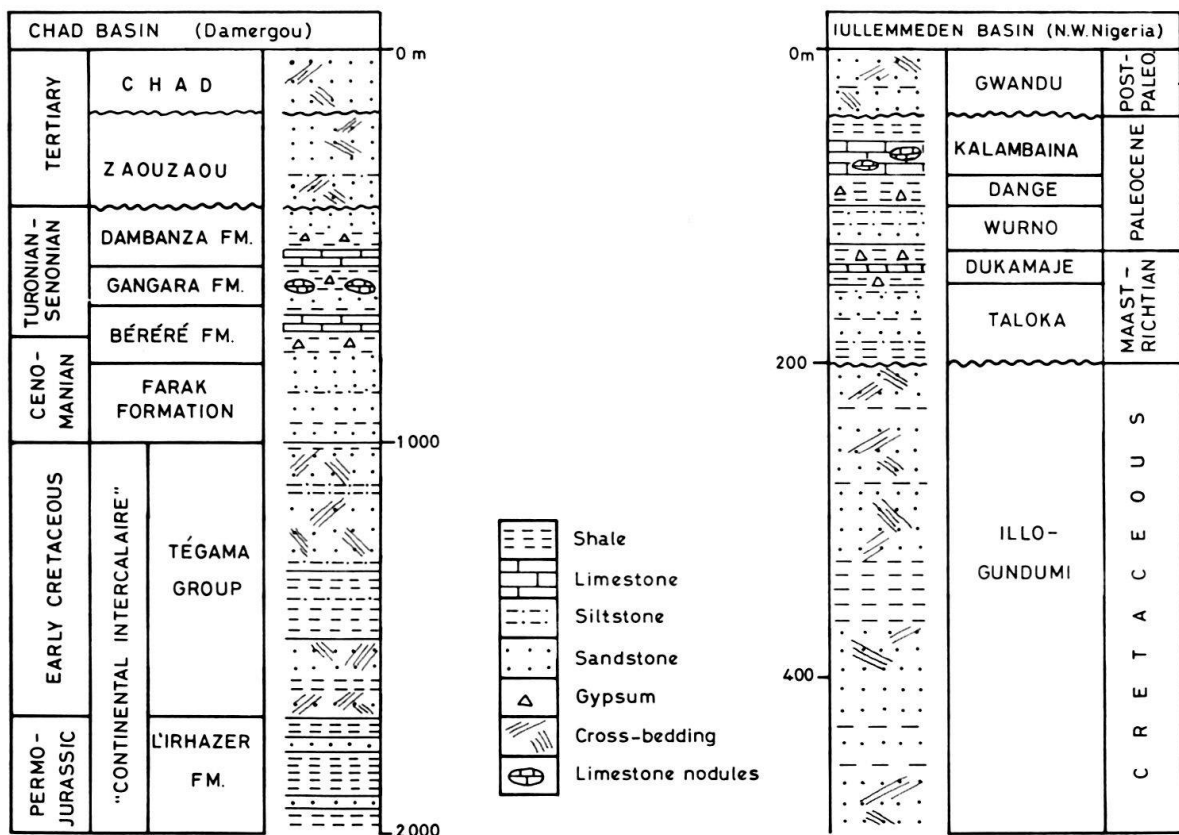 CHAD BASIN (Damergou)
TERTIARY
CHAD
ZAOUZAOU
TURONIAN-
SENONIAN
DAMBANZA FM.
GANGARA FM.
BÉRÉRÉ FM.
CENO-
MANIAN
FARAK
FORMATION
EARLY CRETACEOUS
"CONTINENTAL INTERCALAIRE"
TÉGAMA
GROUP
PERMO-
JURASSIC
L'IRHAZER
FM.
0 m
1000
2000
Shale
Limestone
Siltstone
Sandstone
Gypsum
Cross-bedding
Limestone nodules
IULLEMMEDEN BASIN (N.W.Nigeria)
0m
200
400
GWANDU
POST-
PALEO.
KALAMBAINA
DANGE
WURNO
PALEOCENE
DUKAMAJE
TALOKA
MAAST-
RICHTIAN
ILLO-
GUNDUMI
CRETACEOUS